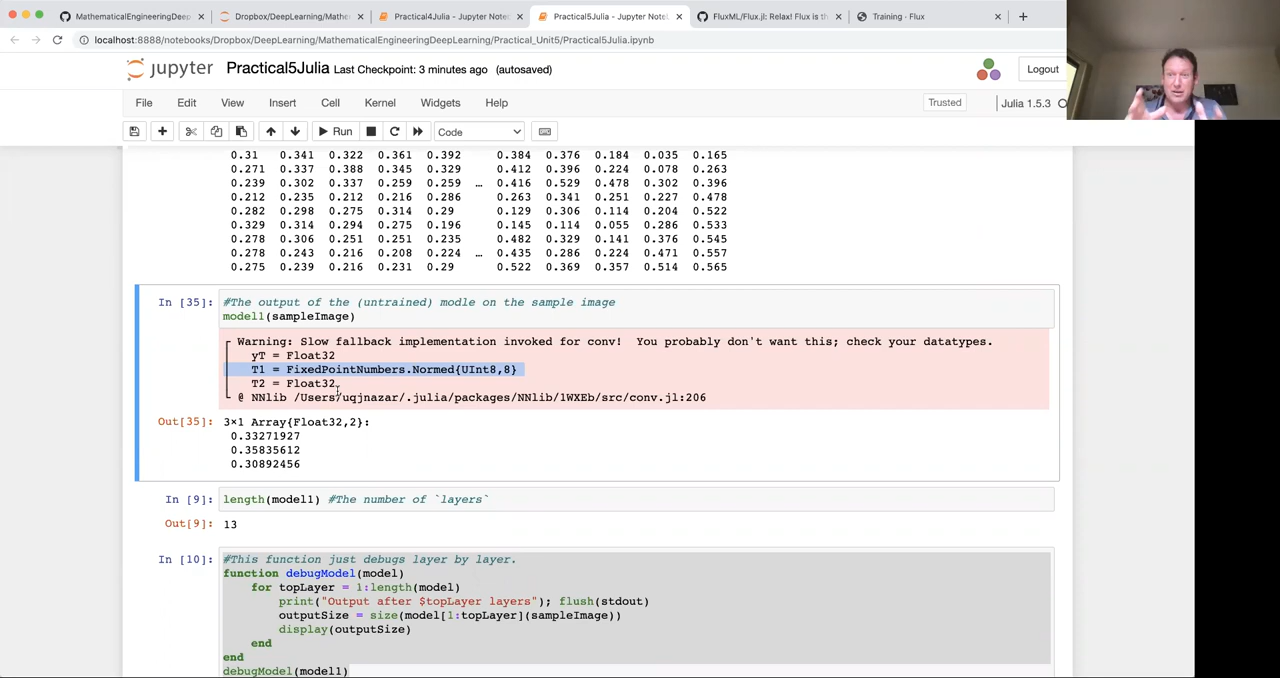 MathematicalEngineeringDeep
Dropbox/DeepLearning/Mathe
Practical4Julia - Jupyter Note
Practical5Julia - Jupyter Note
FluxML/Flux.jl: Relax! Flux is th
Training · Flux
localhost:8888/notebooks/Dropbox/DeepLearning/MathematicalEngineeringDeepLearning/Practical_Unit5/Practical5Julia.ipynb
jupyter Practical5Julia Last Checkpoint: 3 minutes ago (autosaved)
Logout
File Edit View Insert Cell Kernel Widgets Help
Trusted
Julia 1.5.3
Run
Code
0.31 0.341 0.322 0.361 0.392 0.384 0.376 0.184 0.035 0.165
0.271 0.337 0.388 0.345 0.329 0.412 0.396 0.224 0.078 0.263
0.239 0.302 0.337 0.259 0.259 … 0.416 0.529 0.478 0.302 0.396
0.212 0.235 0.212 0.216 0.286 0.263 0.341 0.251 0.227 0.478
0.282 0.298 0.275 0.314 0.29 0.129 0.306 0.114 0.204 0.522
0.329 0.314 0.294 0.275 0.196 0.145 0.114 0.055 0.286 0.533
0.278 0.306 0.251 0.251 0.235 0.482 0.329 0.141 0.376 0.545
0.278 0.243 0.216 0.208 0.224 … 0.435 0.286 0.224 0.471 0.557
0.275 0.239 0.216 0.231 0.29 0.522 0.369 0.357 0.514 0.565
In [35]: #The output of the (untrained) modle on the sample image
model1(sampleImage)
Warning: Slow fallback implementation invoked for conv! You probably don't want this; check your datatypes.
yT = Float32
T1 = FixedPointNumbers.Normed{UInt8,8}
T2 = Float32
@ NNlib /Users/uqjnazar/.julia/packages/NNlib/1WXEb/src/conv.jl:206
Out[35]: 3×1 Array{Float32,2}:
0.33271927
0.35835612
0.30892456
In [9]: length(model1) #The number of `layers`
Out[9]: 13
In [10]: #This function just debugs layer by layer.
function debugModel(model)
for topLayer = 1:length(model)
print("Output after $topLayer layers"); flush(stdout)
outputSize = size(model[1:topLayer](sampleImage))
display(outputSize)
end
end
debugModel(model1)